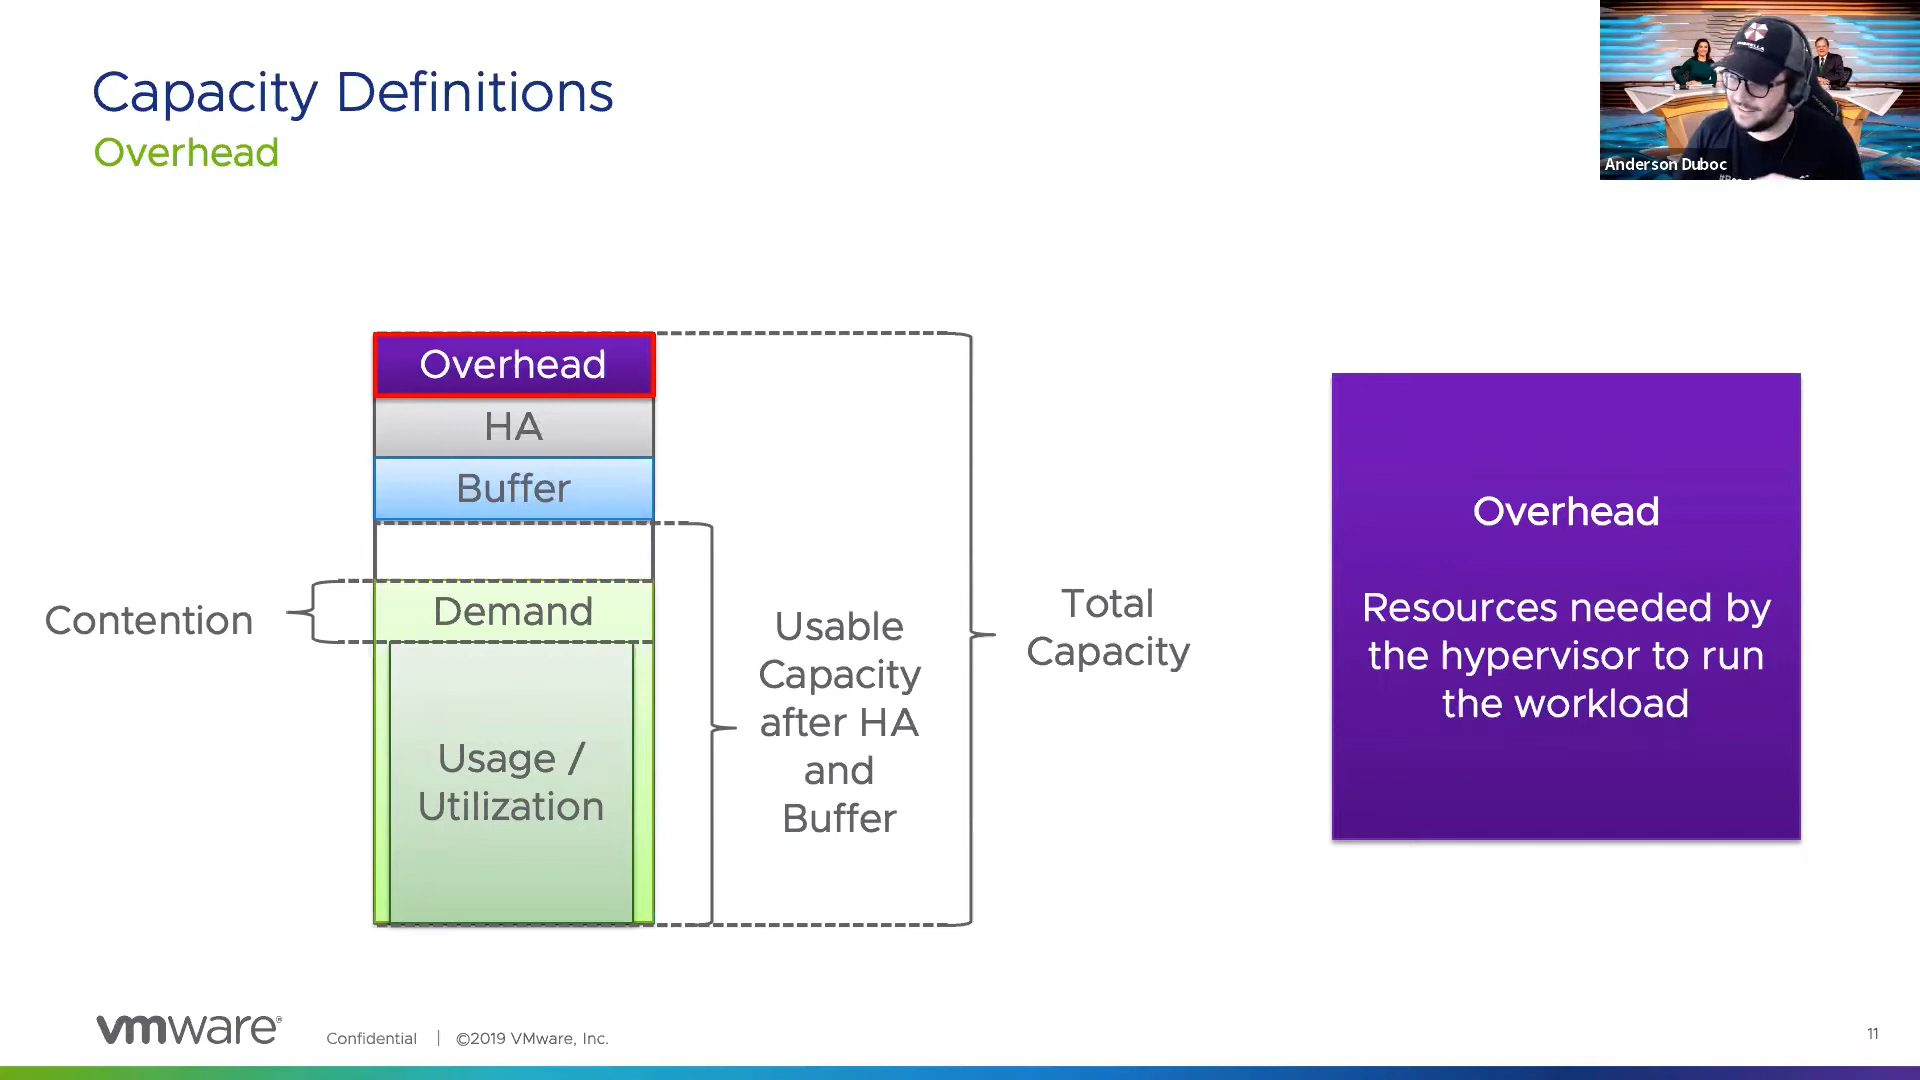 Capacity Definitions
Overhead
UMBRELLA
Anderson Duboc
Overhead
HA
Buffer
Contention
Demand
Usage /
Utilization
Usable
Capacity
after HA
and
Buffer
Total
Capacity
Overhead
Resources needed by
the hypervisor to run
the workload
vmware®
Confidential | ©2019 VMware, Inc.
11